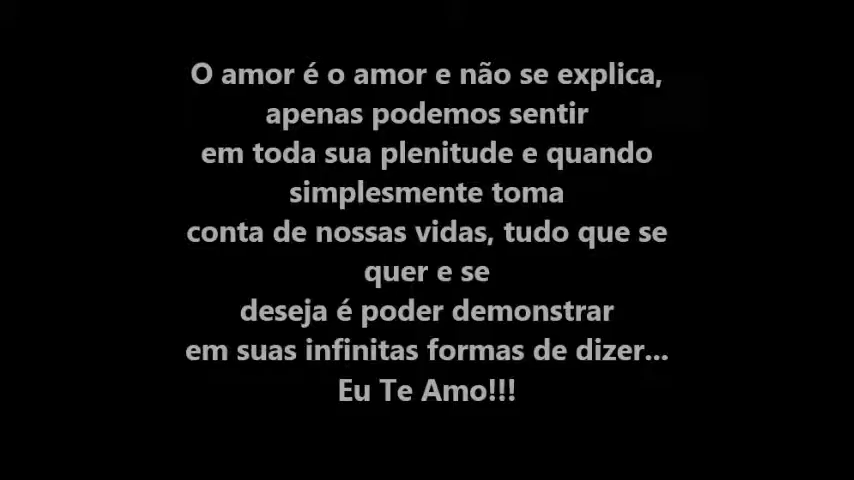 O amor é o amor e não se explica,
apenas podemos sentir
em toda sua plenitude e quando
simplesmente toma
conta de nossas vidas, tudo que se
quer e se
deseja é poder demonstrar
em suas infinitas formas de dizer...
Eu Te Amo!!!